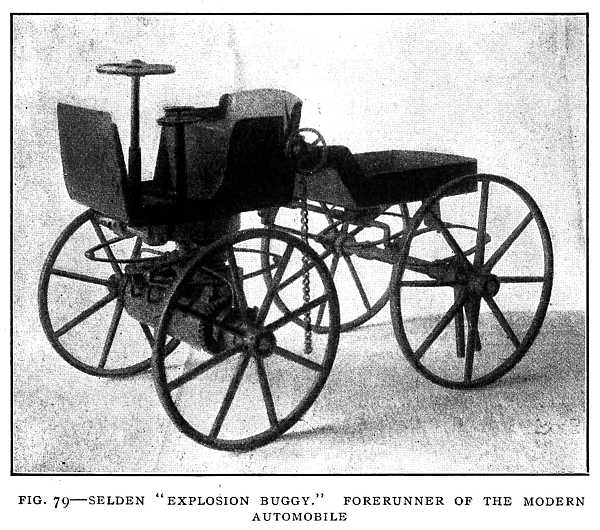 FIG. 79—SELDEN "EXPLOSION BUGGY." FORERUNNER OF THE MODERN
AUTOMOBILE